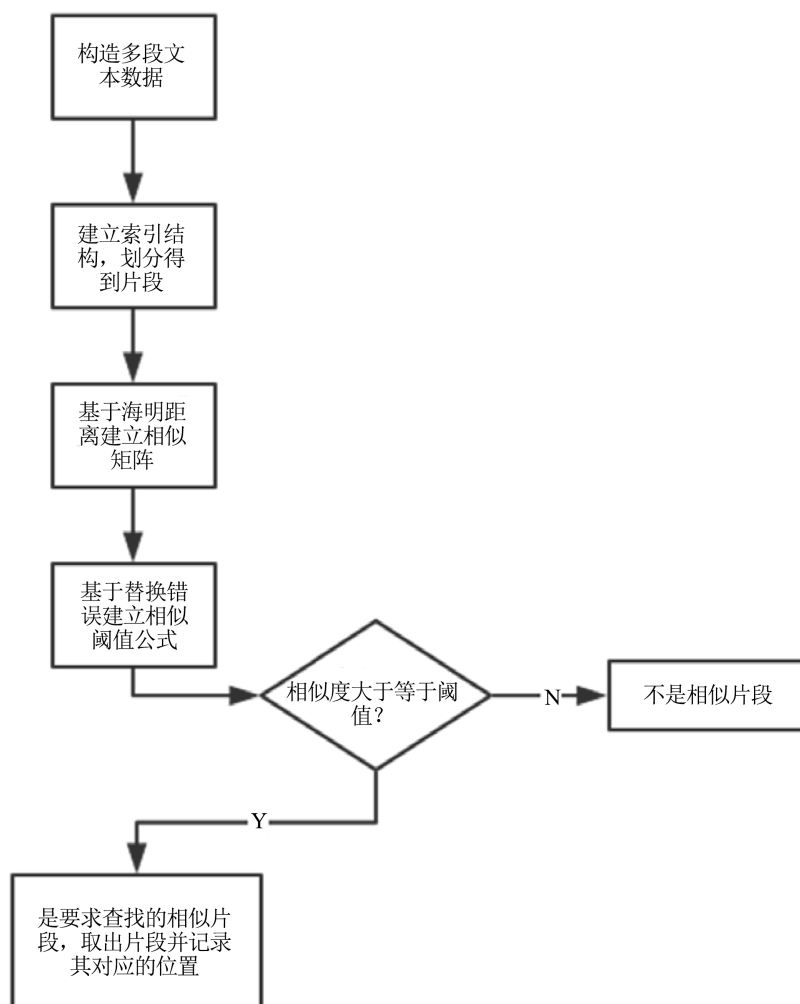 构造多段文
本数据
建立索引结
构，划分得
到片段
基于海明距
离建立相似
矩阵
基于替换错
误建立相似
阈值公式
相似度大于等于阈
值？
N
不是相似片段
Y
是要求查找的相似片
段，取出片段并记录
其对应的位置